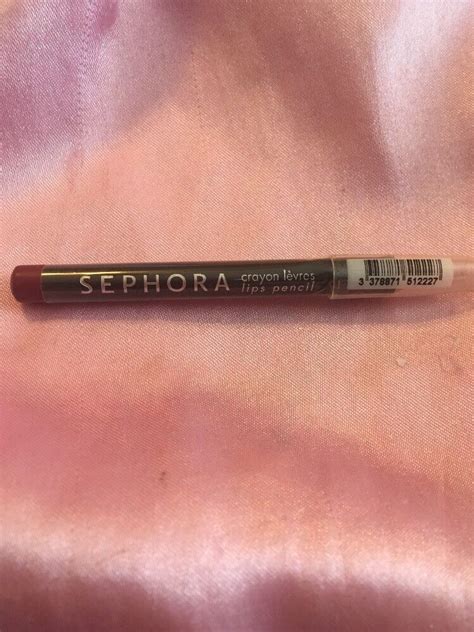 SEPHORA
crayon lèvres
lips pencil
3 378871 512227